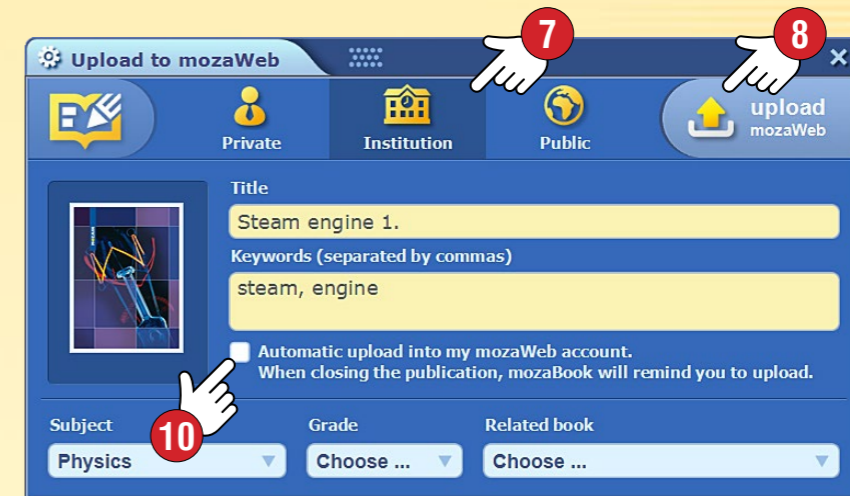 7
8
Upload to mozaWeb
Private
Institution
Public
upload
mozaWeb
Title
Steam engine 1.
Keywords (separated by commas)
steam, engine
Automatic upload into my mozaWeb account.
When closing the publication, mozaBook will remind you to upload.
10
Subject
Grade
Related book
Physics
Choose ...
Choose ...